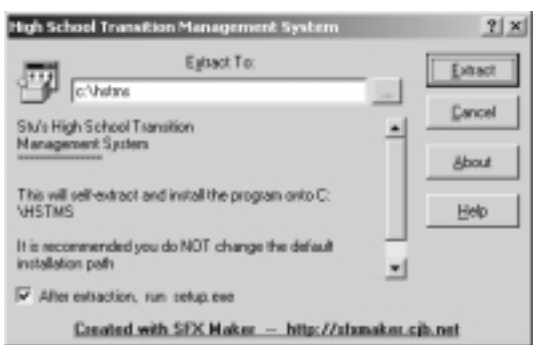 High School Transition Management System
Extract To:
c:\hstms
...
Extract
Cancel
About
Help
Stu's High School Transition
Management System
This will self-extract and install the program onto C:
\HSTMS
It is recommended you do NOT change the default
installation path
After extraction, run setup.exe
Created with SFX Maker -- http://sfxmaker.cjb.net